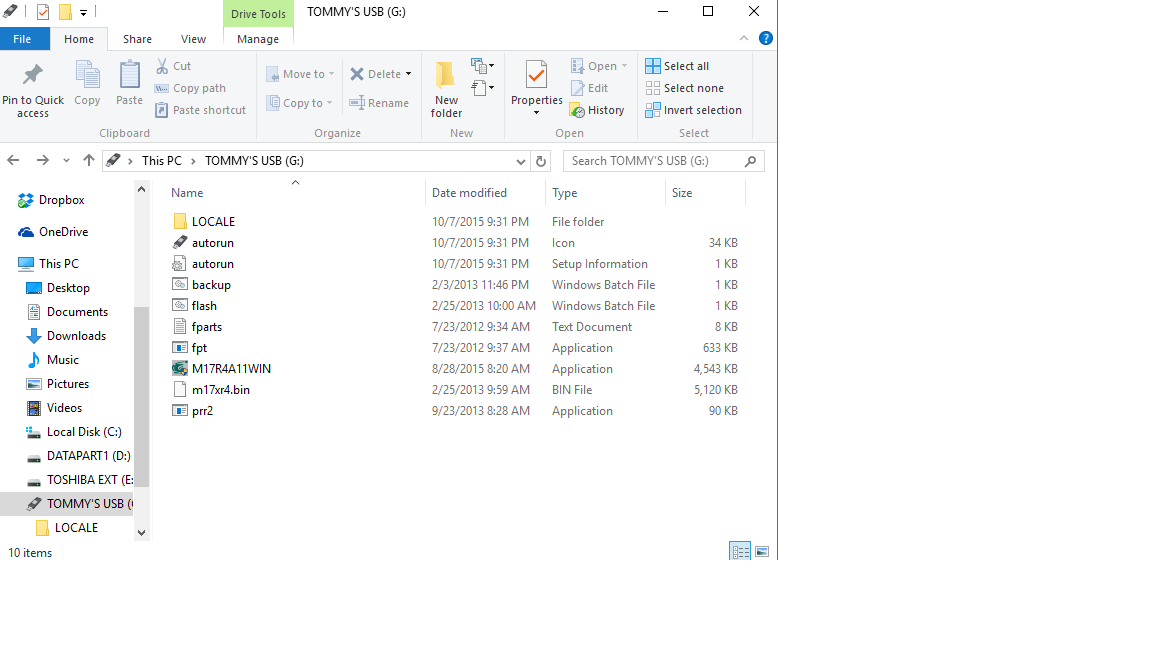 Drive Tools TOMMY'S USB (G:)
File Home Share View Manage
Pin to Quick access
Copy
Paste
Cut
Copy path
Paste shortcut
Clipboard
Move to
Copy to
Delete
Rename
Organize
New folder
New
Properties
Open
Edit
History
Open
Select all
Select none
Invert selection
Select
This PC TOMMY'S USB (G:)
Search TOMMY'S USB (G:)
Dropbox
OneDrive
This PC
Desktop
Documents
Downloads
Music
Pictures
Videos
Local Disk (C:)
DATAPART1 (D:)
TOSHIBA EXT (E:
TOMMY'S USB (
LOCALE
Name Date modified Type Size
LOCALE 10/7/2015 9:31 PM File folder
autorun 10/7/2015 9:31 PM Icon 34 KB
autorun 10/7/2015 9:31 PM Setup Information 1 KB
backup 2/3/2013 11:46 PM Windows Batch File 1 KB
flash 2/25/2013 10:00 AM Windows Batch File 1 KB
fparts 7/23/2012 9:34 AM Text Document 8 KB
fpt 7/23/2012 9:37 AM Application 633 KB
M17R4A11WIN 8/28/2015 8:20 AM Application 4,543 KB
m17xr4.bin 2/25/2013 9:59 AM BIN File 5,120 KB
prr2 9/23/2013 8:28 AM Application 90 KB
10 items